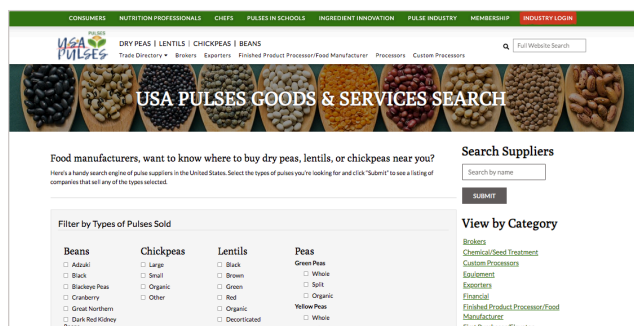 CONSUMERS NUTRITION PROFESSIONALS CHEFS PULSES IN SCHOOLS INGREDIENT INNOVATION PULSE INDUSTRY MEMBERSHIP INDUSTRY LOGIN
USA PULSES
DRY PEAS | LENTILS | CHICKPEAS | BEANS
Trade Directory Brokers Exporters Finished Product Processor/Food Manufacturer Processors Custom Processors
Full Website Search
USA PULSES GOODS & SERVICES SEARCH
Food manufacturers, want to know where to buy dry peas, lentils, or chickpeas near you?
Here's a handy search engine of pulse suppliers in the United States. Select the types of pulses you're looking for and click "Submit" to see a listing of
companies that sell any of the types selected.
Filter by Types of Pulses Sold
Beans
Adzuki
Black
Blackeye Peas
Cranberry
Great Northern
Dark Red Kidney
Chickpeas
Large
Small
Organic
Other
Lentils
Black
Brown
Green
Red
Organic
Decorticated
Peas
Green Peas
Whole
Split
Organic
Yellow Peas
Whole
Search Suppliers
Search by name
SUBMIT
View by Category
Brokers
Chemical/Seed Treatment
Custom Processors
Equipment
Exporters
Financial
Finished Product Processor/Food
Manufacturer